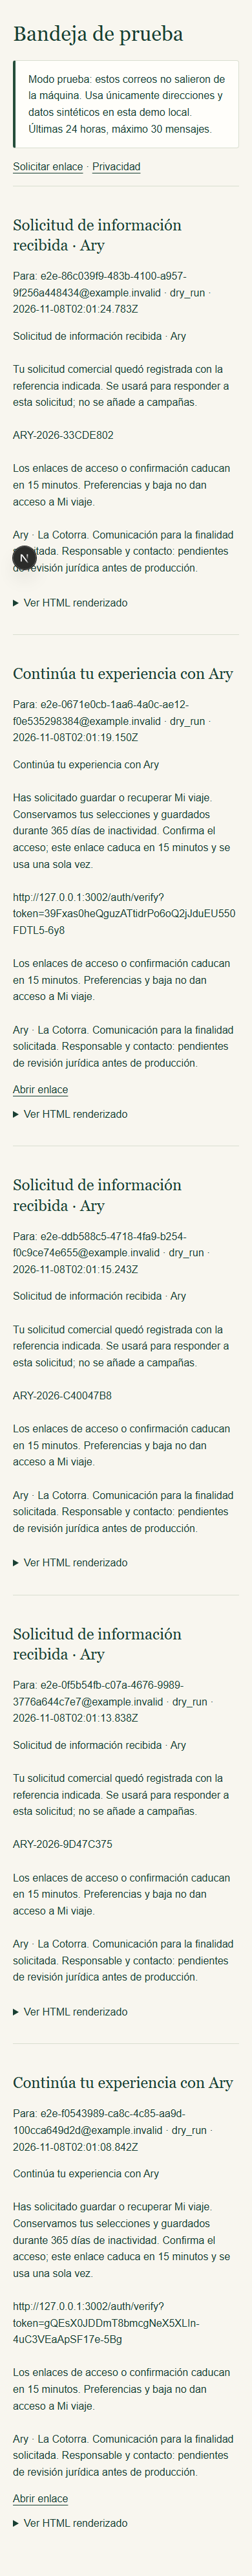 Bandeja de prueba
Modo prueba: estos correos no salieron de
la máquina. Usa únicamente direcciones y
datos sintéticos en esta demo local.
Últimas 24 horas, máximo 30 mensajes.
Solicitar enlace · Privacidad
Solicitud de información
recibida · Ary
Para: e2e-86c039f9-483b-4100-a957-
9f256a448434@example.invalid · dry_run ·
2026-11-08T02:01:24.783Z
Solicitud de información recibida · Ary
Tu solicitud comercial quedó registrada con la
referencia indicada. Se usará para responder a
esta solicitud; no se añade a campañas.
ARY-2026-33CDE802
Los enlaces de acceso o confirmación caducan
en 15 minutos. Preferencias y baja no dan
acceso a Mi viaje.
Ary · La Cotorra. Comunicación para la finalidad
N
Responsable y contacto: pendientes
de revisión jurídica antes de producción.
Ver HTML renderizado
Continúa tu experiencia con Ary
Para: e2e-0671e0cb-1aa6-4a0c-ae12-
f0e535298384@example.invalid · dry_run ·
2026-11-08T02:01:19.150Z
Continúa tu experiencia con Ary
Has solicitado guardar o recuperar Mi viaje.
Conservamos tus selecciones y guardados
durante 365 días de inactividad. Confirma el
acceso; este enlace caduca en 15 minutos y se
usa una sola vez.
http://127.0.0.1:3002/auth/verify?
token=39Fxas0heQguzATtidrPo6oQ2jJduEU550
FDTL5-6y8
Los enlaces de acceso o confirmación caducan
en 15 minutos. Preferencias y baja no dan
acceso a Mi viaje.
Ary · La Cotorra. Comunicación para la finalidad
solicitada. Responsable y contacto: pendientes
de revisión jurídica antes de producción.
Abrir enlace
Ver HTML renderizado
Solicitud de información
recibida · Ary
Para: e2e-ddb588c5-4718-4fa9-b254-
f0c9ce74e655@example.invalid · dry_run ·
2026-11-08T02:01:15.243Z
Solicitud de información recibida · Ary
Tu solicitud comercial quedó registrada con la
referencia indicada. Se usará para responder a
esta solicitud; no se añade a campañas.
ARY-2026-C40047B8
Los enlaces de acceso o confirmación caducan
en 15 minutos. Preferencias y baja no dan
acceso a Mi viaje.
Ary · La Cotorra. Comunicación para la finalidad
solicitada. Responsable y contacto: pendientes
de revisión jurídica antes de producción.
Ver HTML renderizado
Solicitud de información
recibida · Ary
Para: e2e-0f5b54fb-c07a-4676-9989-
3776a644c7e7@example.invalid · dry_run ·
2026-11-08T02:01:13.838Z
Solicitud de información recibida · Ary
Tu solicitud comercial quedó registrada con la
referencia indicada. Se usará para responder a
esta solicitud; no se añade a campañas.
ARY-2026-9D47C375
Los enlaces de acceso o confirmación caducan
en 15 minutos. Preferencias y baja no dan
acceso a Mi viaje.
Ary · La Cotorra. Comunicación para la finalidad
solicitada. Responsable y contacto: pendientes
de revisión jurídica antes de producción.
Ver HTML renderizado
Continúa tu experiencia con Ary
Para: e2e-f0543989-ca8c-4c85-aa9d-
100cca649d2d@example.invalid · dry_run ·
2026-11-08T02:01:08.842Z
Continúa tu experiencia con Ary
Has solicitado guardar o recuperar Mi viaje.
Conservamos tus selecciones y guardados
durante 365 días de inactividad. Confirma el
acceso; este enlace caduca en 15 minutos y se
usa una sola vez.
http://127.0.0.1:3002/auth/verify?
token=gQEsX0JDDmT8bmcgNeX5XLIn-
4uC3VEaApSF17e-5Bg
Los enlaces de acceso o confirmación caducan
en 15 minutos. Preferencias y baja no dan
acceso a Mi viaje.
Ary · La Cotorra. Comunicación para la finalidad
solicitada. Responsable y contacto: pendientes
de revisión jurídica antes de producción.
Abrir enlace
Ver HTML renderizado